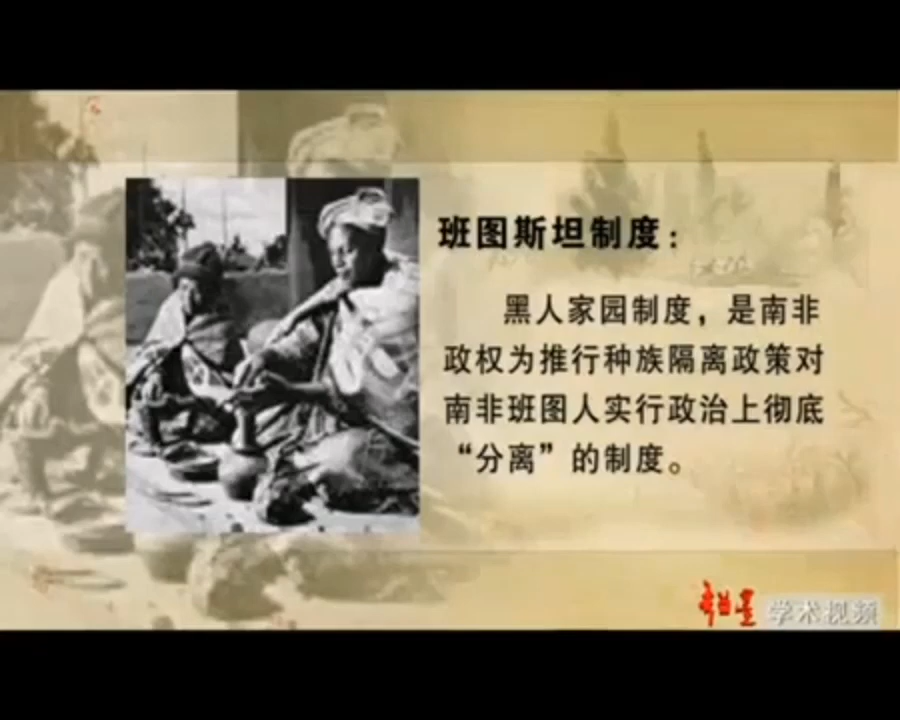 班图斯坦制度：
黑人家园制度，是南非
政权为推行种族隔离政策对
南非班图人实行政治上彻底
“分离”的制度。
学术视频